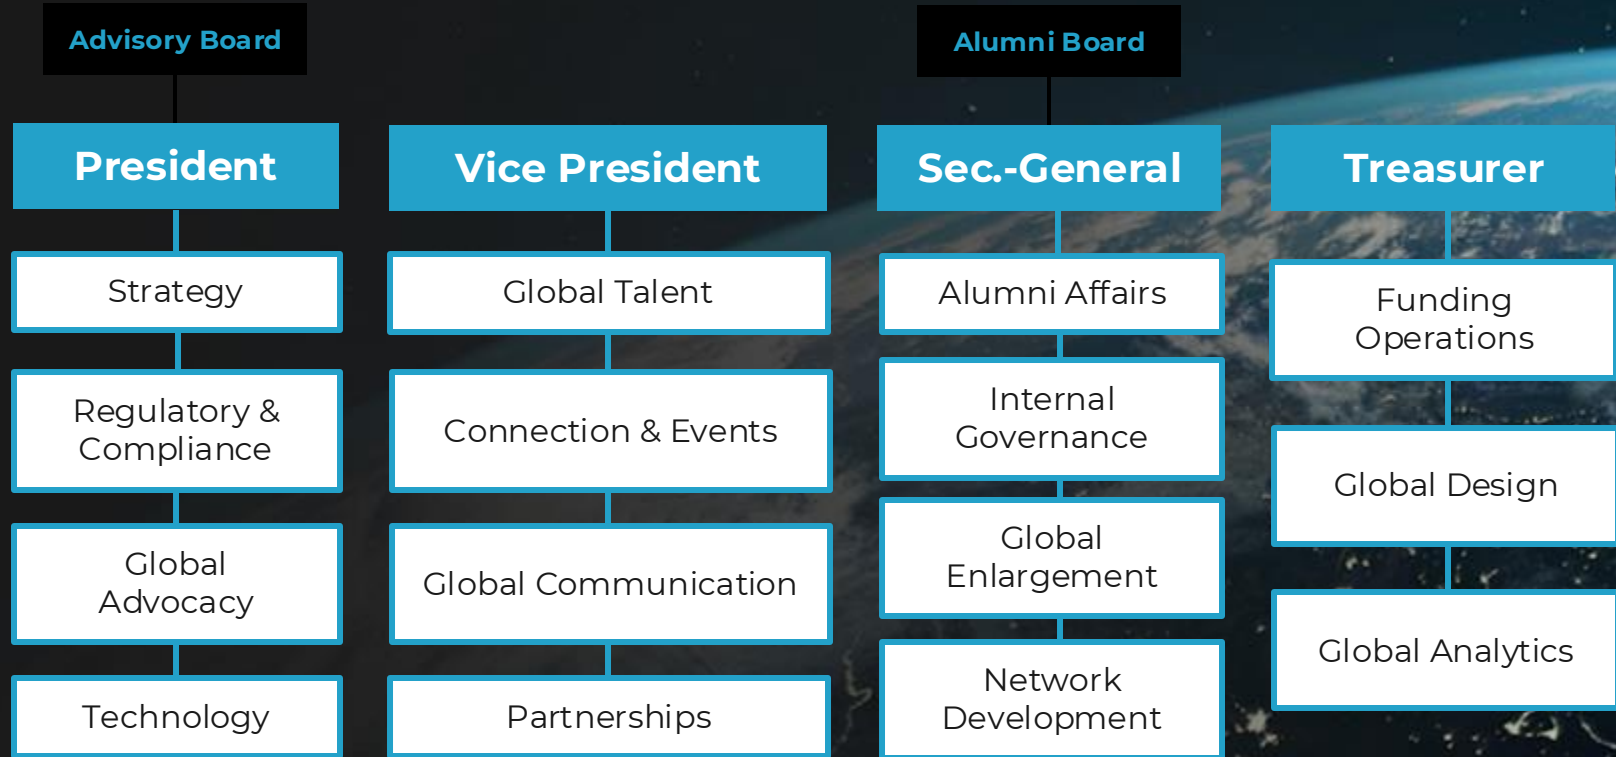 Advisory Board
Alumni Board
President
Vice President
Sec.-General
Treasurer
Strategy
Regulatory &
Compliance
Global
Advocacy
Technology
Global Talent
Connection & Events
Global Communication
Partnerships
Alumni Affairs
Internal
Governance
Global
Enlargement
Network
Development
Funding
Operations
Global Design
Global Analytics